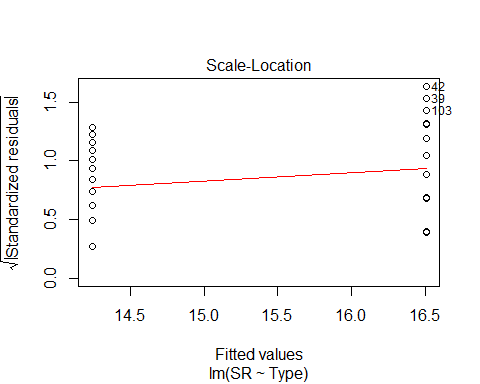 Scale-Location
√|Standardized residuals|
0.0
0.5
1.0
1.5
42
39
103
14.5 15.0 15.5 16.0 16.5
Fitted values
lm(SR ~ Type)